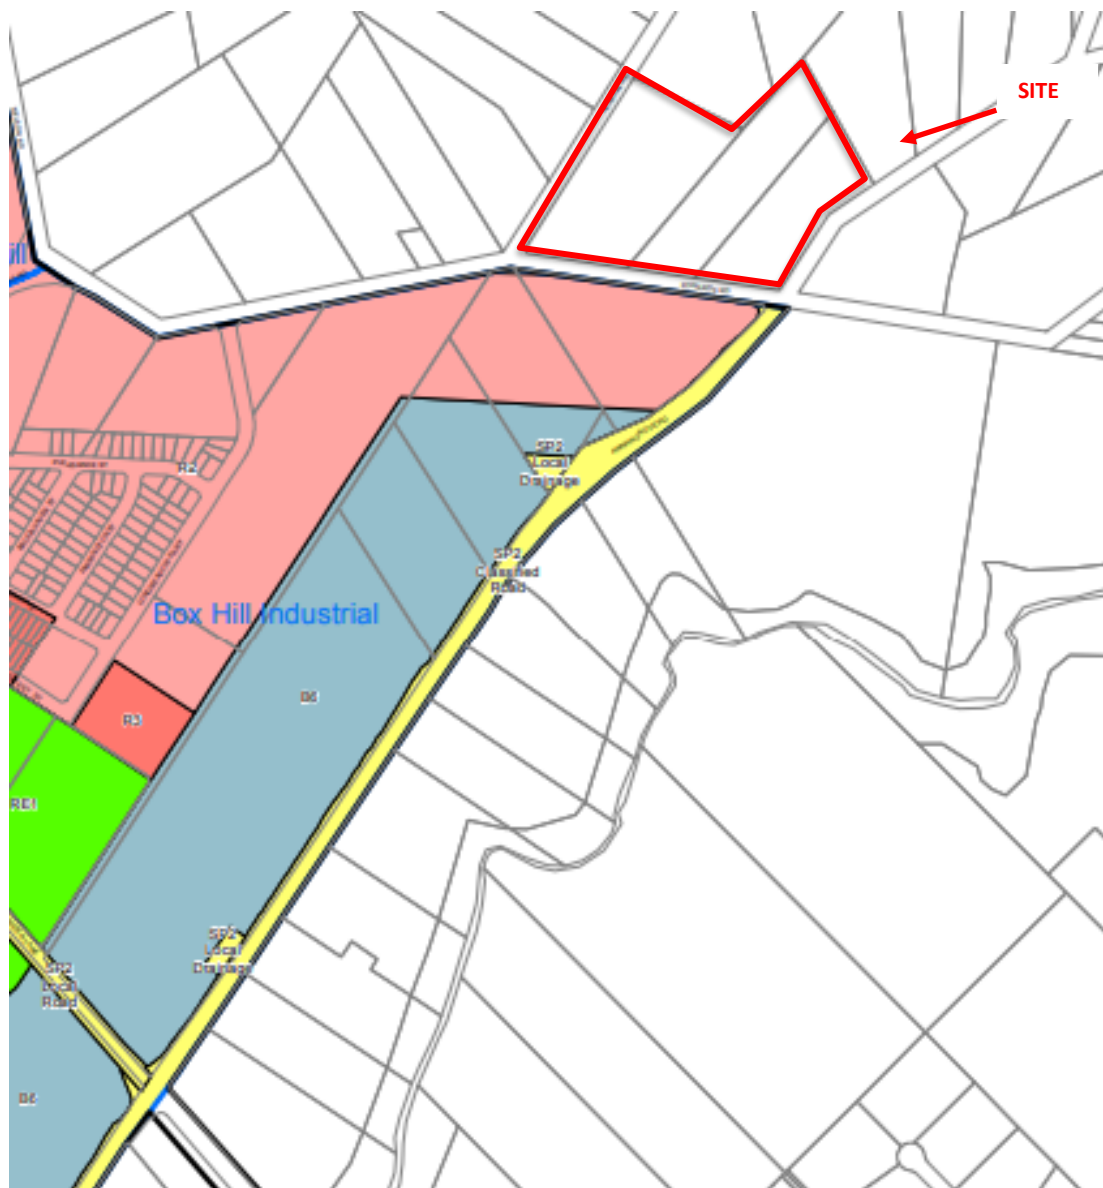 SITE
ill
R2
SP2
Local
Drainage
SP2
Classified
Road
Box Hill Industrial
B6
R3
RE1
SP2
Local
Drainage
SP2
Local
Road
B6